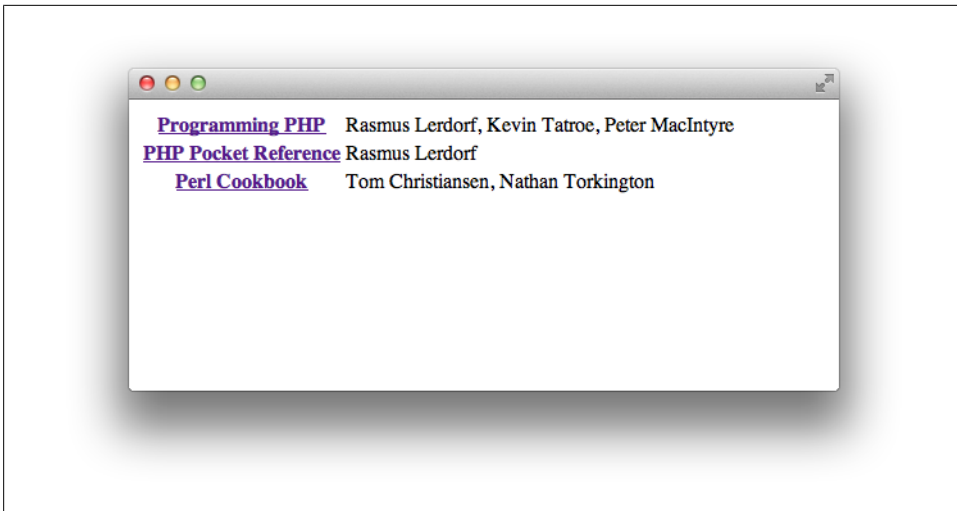 Programming PHP Rasmus Lerdorf, Kevin Tatroe, Peter MacIntyre
PHP Pocket Reference Rasmus Lerdorf
Perl Cookbook Tom Christiansen, Nathan Torkington